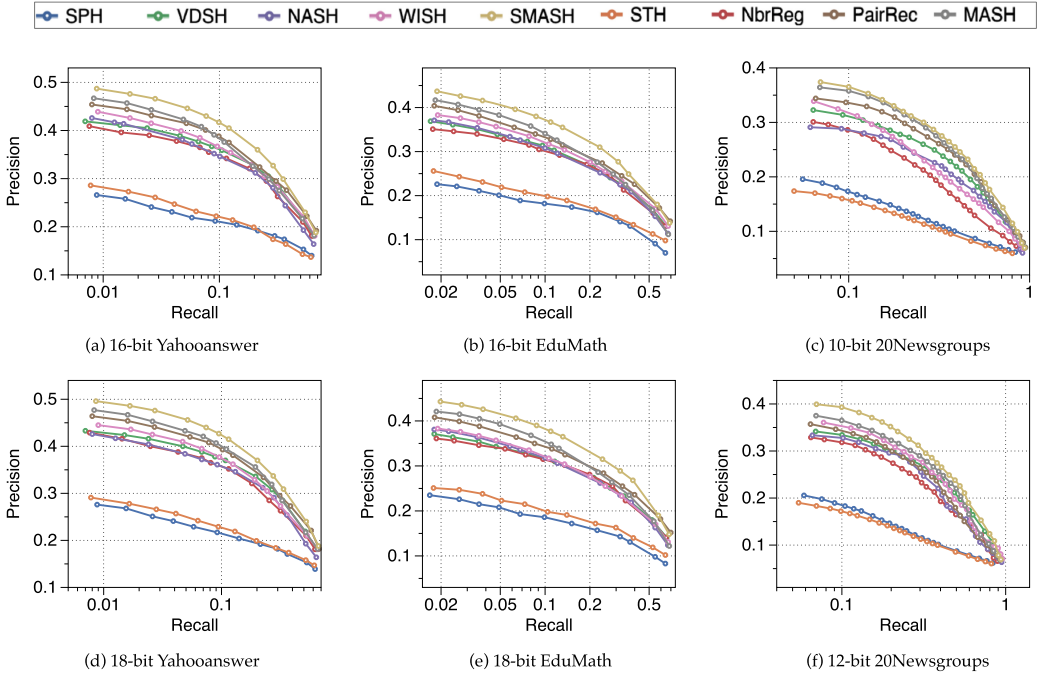 SPH VDSH NASH WISH SMASH STH NbrReg PairRec MASH
0.5
0.4
0.3
0.2
0.1
Precision
0.01 0.1
Recall
(a) 16-bit Yahooanswer
0.4
0.3
0.2
0.1
Precision
0.02 0.05 0.1 0.2 0.5
Recall
(b) 16-bit EduMath
0.4
0.3
0.2
0.1
Precision
0.1 1
Recall
(c) 10-bit 20Newsgroups
0.5
0.4
0.3
0.2
0.1
Precision
0.01 0.1
Recall
(d) 18-bit Yahooanswer
0.4
0.3
0.2
0.1
Precision
0.02 0.05 0.1 0.2 0.5
Recall
(e) 18-bit EduMath
0.4
0.3
0.2
0.1
Precision
0.1 1
Recall
(f) 12-bit 20Newsgroups